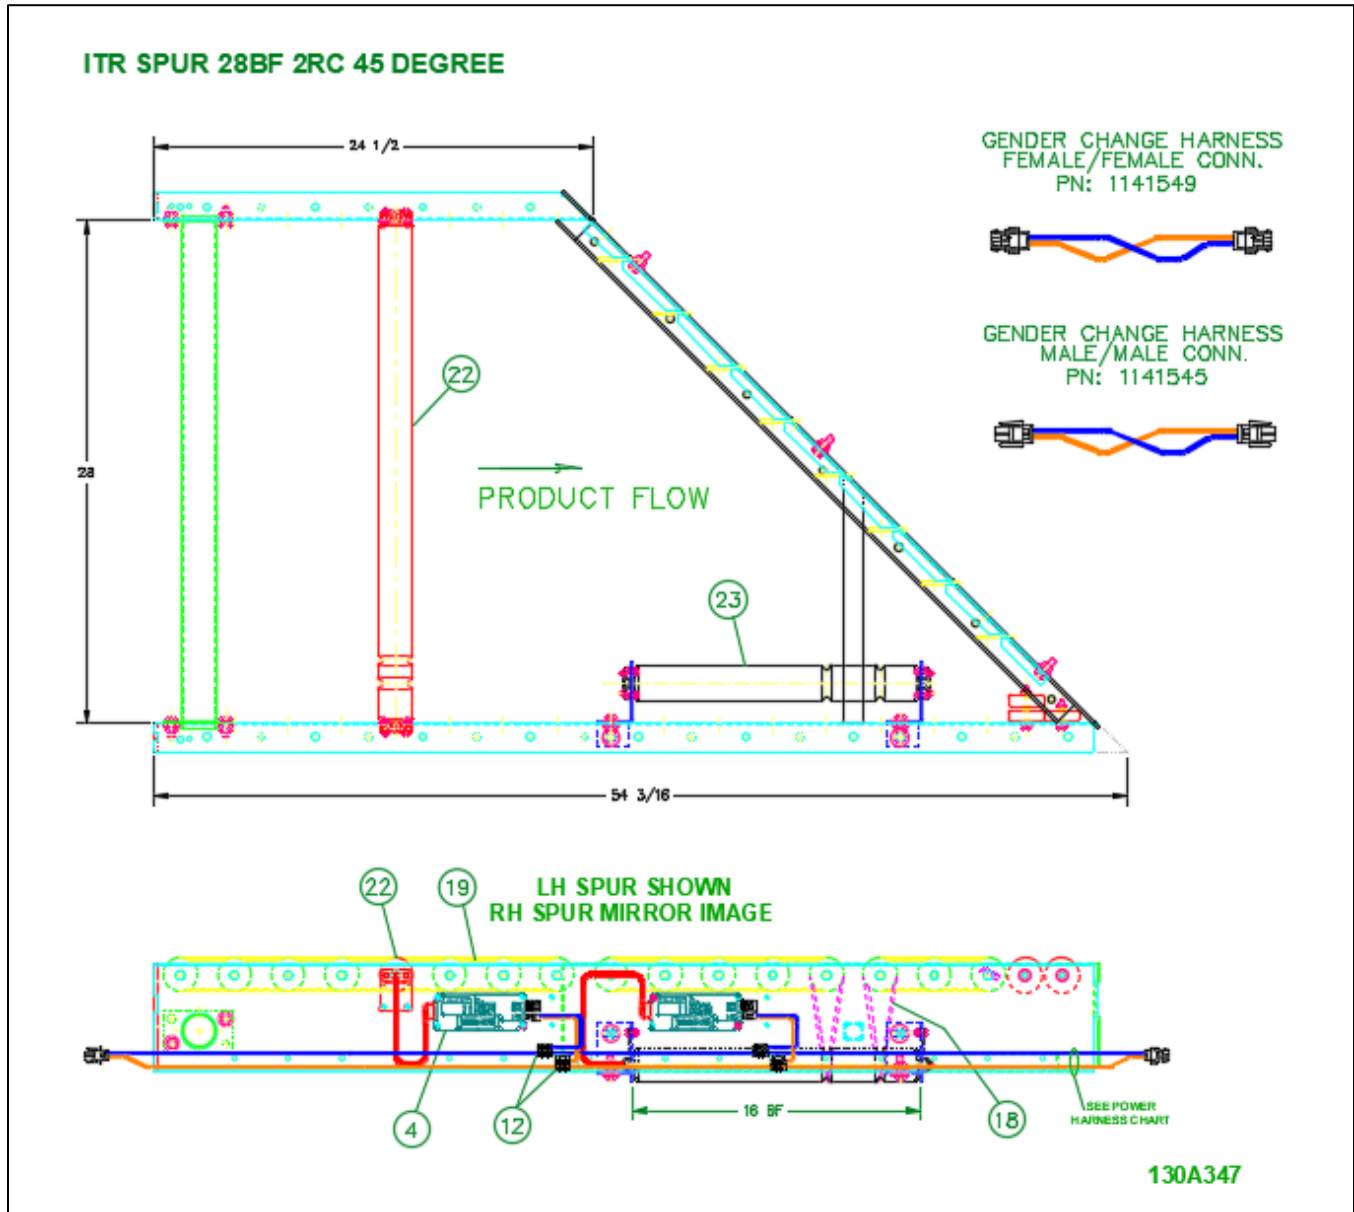 ITR SPUR 28BF 2RC 45 DEGREE
24 1/2
GENDER CHANGE HARNESS
FEMALE/FEMALE CONN.
PN: 1141549
GENDER CHANGE HARNESS
MALE/MALE CONN.
PN: 1141545
22
28
PRODUCT FLOW
23
54 3/16
22
19
LH SPUR SHOWN
RH SPUR MIRROR IMAGE
4
12
16 BF
18
SEE POWER
HARNESS CHART
130A347